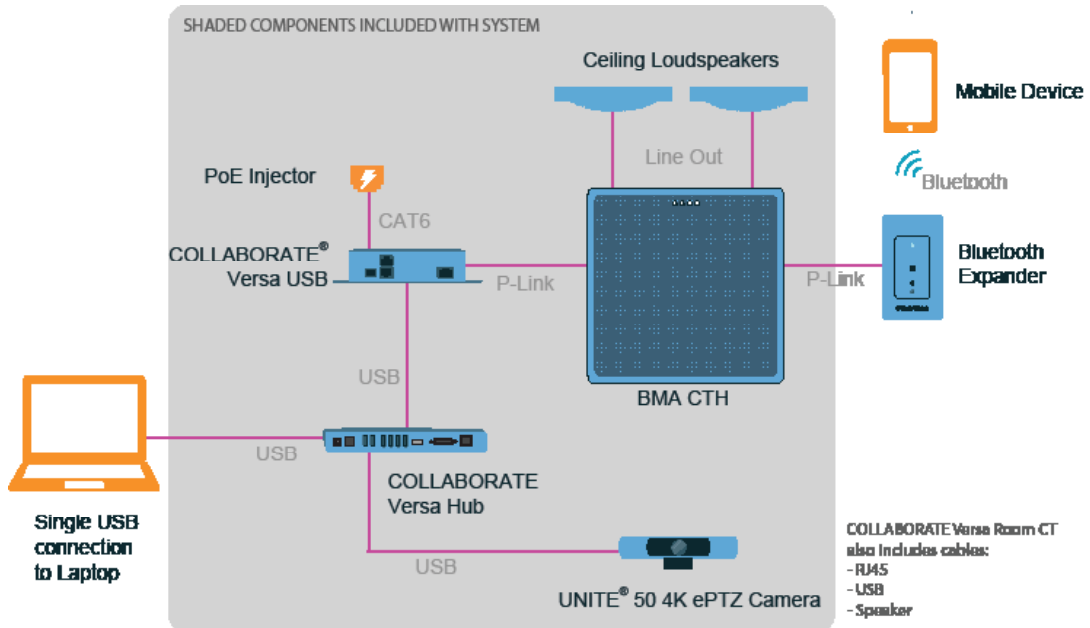 SHADED COMPONENTS INCLUDED WITH SYSTEM
Ceiling Loudspeakers
Mobile Device
Line Out
PoE Injector
Bluetooth
CAT6
COLLABORATE®
Versa USB
P-Link
P-Link
Bluetooth
Expander
USB
BMA CTH
USB
COLLABORATE
Versa Hub
Single USB
connection
to Laptop
USB
UNITE® 50 4K ePTZ Camera
COLLABORATE Versa Room CT
also includes cables:
- RJ45
- USB
- Speaker